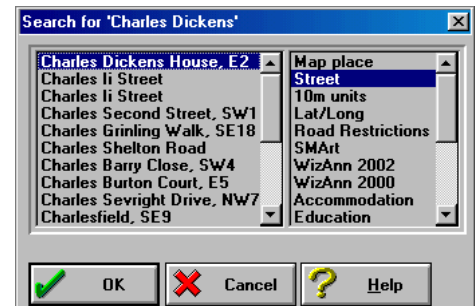 Search for 'Charles Dickens'
Charles Dickens House, E2
Charles Ii Street
Charles Ii Street
Charles Second Street, SW1
Charles Grinling Walk, SE18
Charles Shelton Road
Charles Barry Close, SW4
Charles Burton Court, E5
Charles Sevright Drive, NW7
Charlesfield, SE9
Map place
Street
10m units
Lat/Long
Road Restrictions
SMArt
WizAnn 2002
WizAnn 2000
Accommodation
Education
OK
Cancel
Help